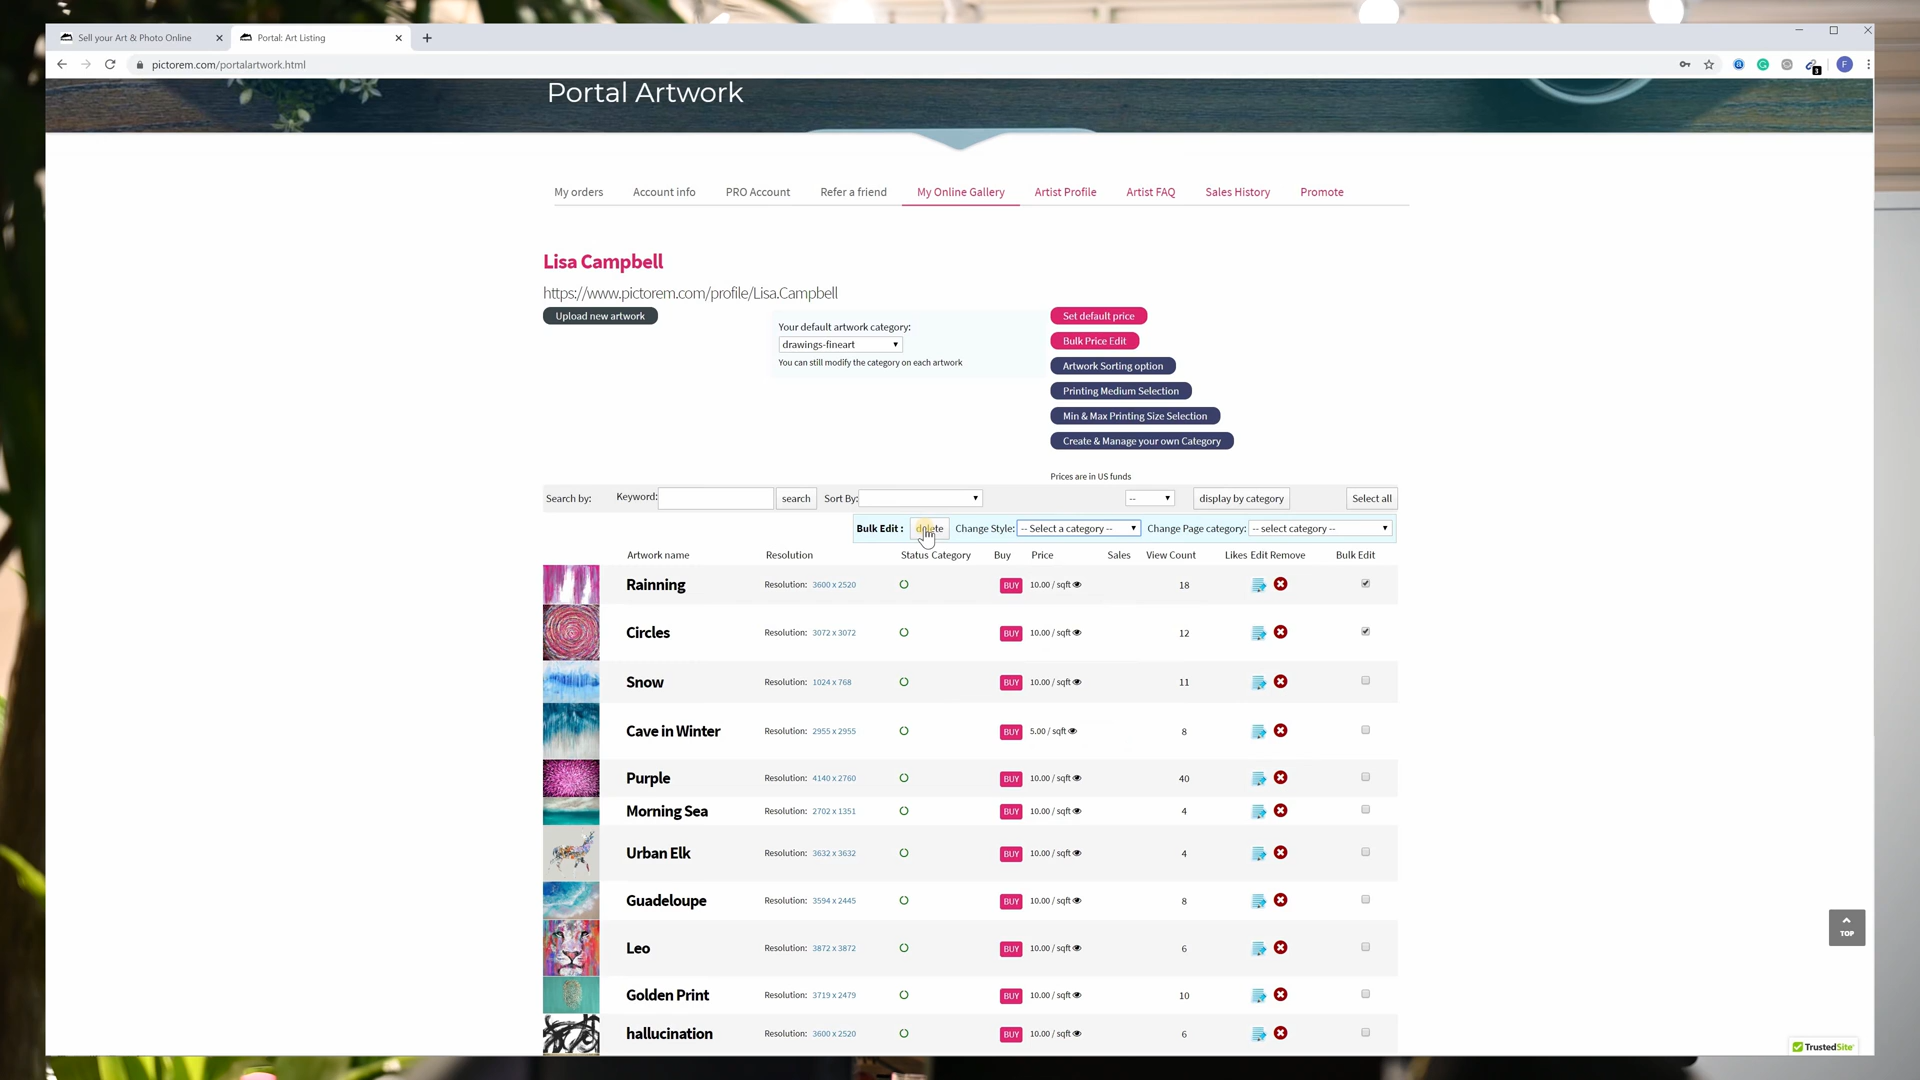 Sell your Art & Photo Online
Portal: Art Listing
pictorem.com/portalartwork.html
F
3
Portal Artwork
My orders Account info PRO Account Refer a friend My Online Gallery Artist Profile Artist FAQ Sales History Promote
Lisa Campbell
https://www.pictorem.com/profile/Lisa.Campbell
Upload new artwork
Your default artwork category:
drawings-fineart
You can still modify the category on each artwork
Set default price
Bulk Price Edit
Artwork Sorting option
Printing Medium Selection
Min & Max Printing Size Selection
Create & Manage your own Category
Prices are in US funds
Search by: Keyword: search Sort By: -- display by category Select all
Bulk Edit : delete Change Style: -- Select a category -- Change Page category: -- select category --
Artwork name Resolution Status Category Buy Price Sales View Count Likes Edit Remove Bulk Edit
Rainning Resolution: 3600 x 2520 BUY 10.00 / sqft 18
Circles Resolution: 3072 x 3072 BUY 10.00 / sqft 12
Snow Resolution: 1024 x 768 BUY 10.00 / sqft 11
Cave in Winter Resolution: 2955 x 2955 BUY 5.00 / sqft 8
Purple Resolution: 4140 x 2760 BUY 10.00 / sqft 40
Morning Sea Resolution: 2702 x 1351 BUY 10.00 / sqft 4
Urban Elk Resolution: 3632 x 3632 BUY 10.00 / sqft 4
Guadeloupe Resolution: 3594 x 2445 BUY 10.00 / sqft 8
Leo Resolution: 3872 x 3872 BUY 10.00 / sqft 6
Golden Print Resolution: 3719 x 2479 BUY 10.00 / sqft 10
hallucination Resolution: 3600 x 2520 BUY 10.00 / sqft 6
TOP
TrustedSite